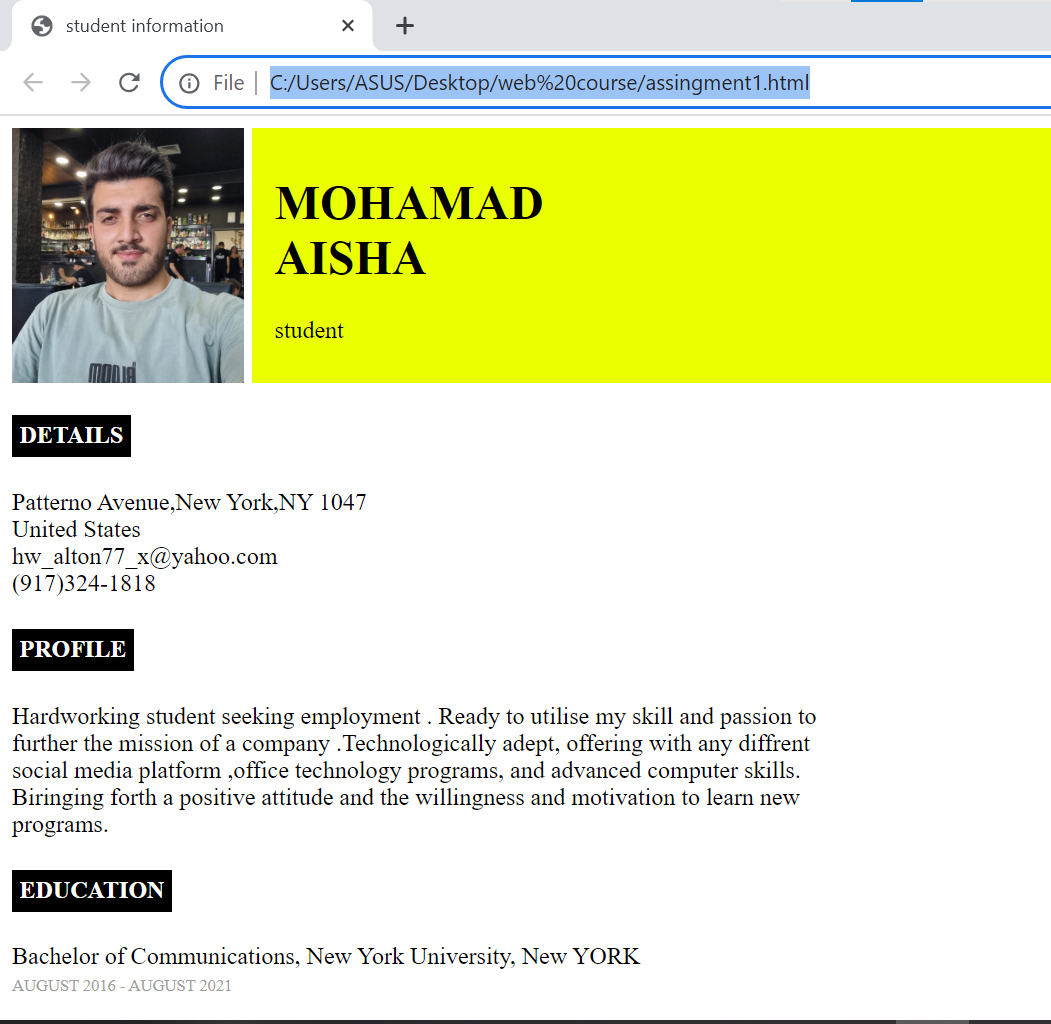 student information
File
C:/Users/ASUS/Desktop/web%20course/assingment1.html
MOHAMAD
AISHA
student
DETAILS
Patterno Avenue,New York,NY 1047
United States
hw_alton77_x@yahoo.com
(917)324-1818
PROFILE
Hardworking student seeking employment . Ready to utilise my skill and passion to
further the mission of a company .Technologically adept, offering with any diffrent
social media platform ,office technology programs, and advanced computer skills.
Biringing forth a positive attitude and the willingness and motivation to learn new
programs.
EDUCATION
Bachelor of Communications, New York University, New YORK
AUGUST 2016 - AUGUST 2021